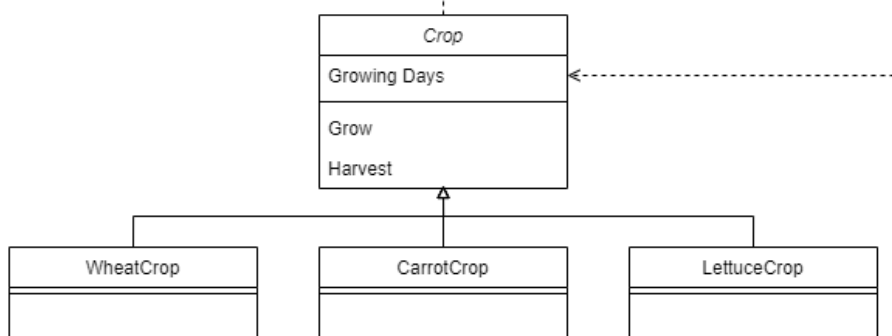 Crop
Growing Days
Grow
Harvest
WheatCrop
CarrotCrop
LettuceCrop